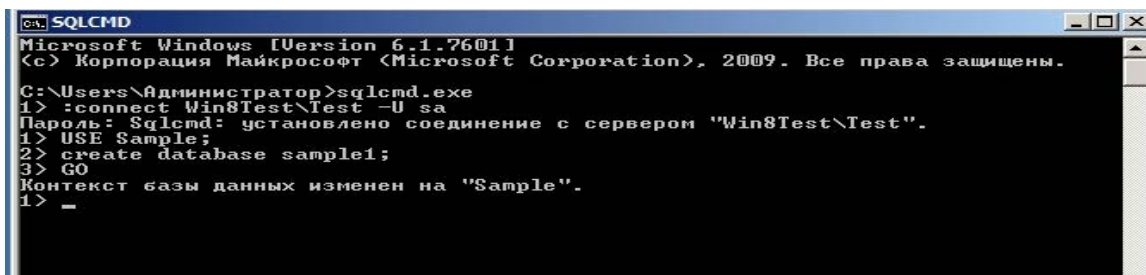 SQLCMD
Microsoft Windows [Version 6.1.7601]
(c) Корпорация Майкрософт (Microsoft Corporation), 2009. Все права защищены.
C:\Users\Администратор>sqlcmd.exe
1> :connect Win8Test\Test -U sa
Пароль: Sqlcmd: установлено соединение с сервером "Win8Test\Test".
1> USE Sample;
2> create database sample1;
3> GO
Контекст базы данных изменен на "Sample".
1> _